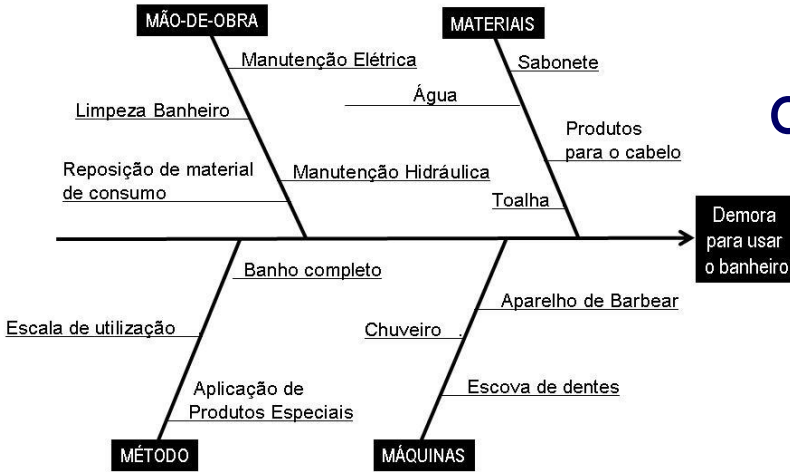 MÃO-DE-OBRA
Manutenção Elétrica
Limpeza Banheiro
Reposição de material
de consumo
Manutenção Hidráulica
MATERIAIS
Sabonete
Água
Produtos
para o cabelo
Toalha
Demora
para usar
o banheiro
Banho completo
Escala de utilização
Aplicação de
Produtos Especiais
MÉTODO
Aparelho de Barbear
Chuveiro
Escova de dentes
MÁQUINAS